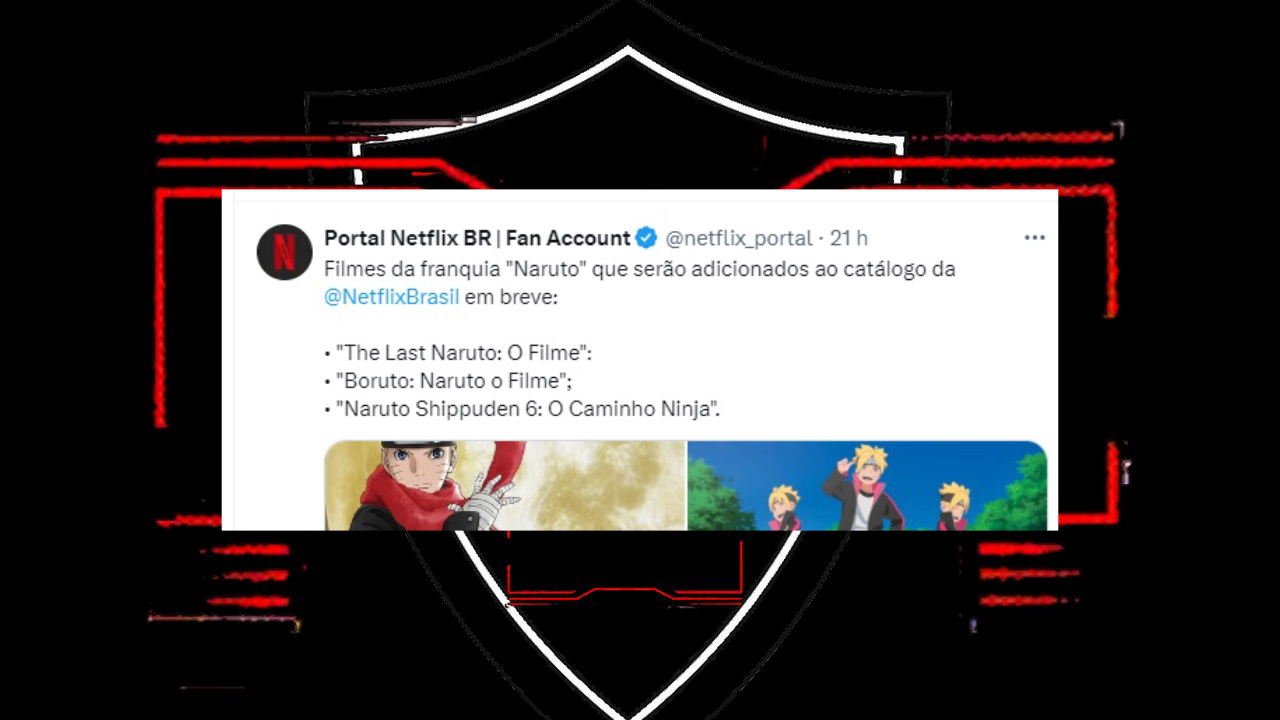 Portal Netflix BR | Fan Account @netflix_portal · 21 h
Filmes da franquia "Naruto" que serão adicionados ao catálogo da
@NetflixBrasil em breve:
• "The Last Naruto: O Filme":
• "Boruto: Naruto o Filme";
• "Naruto Shippuden 6: O Caminho Ninja".